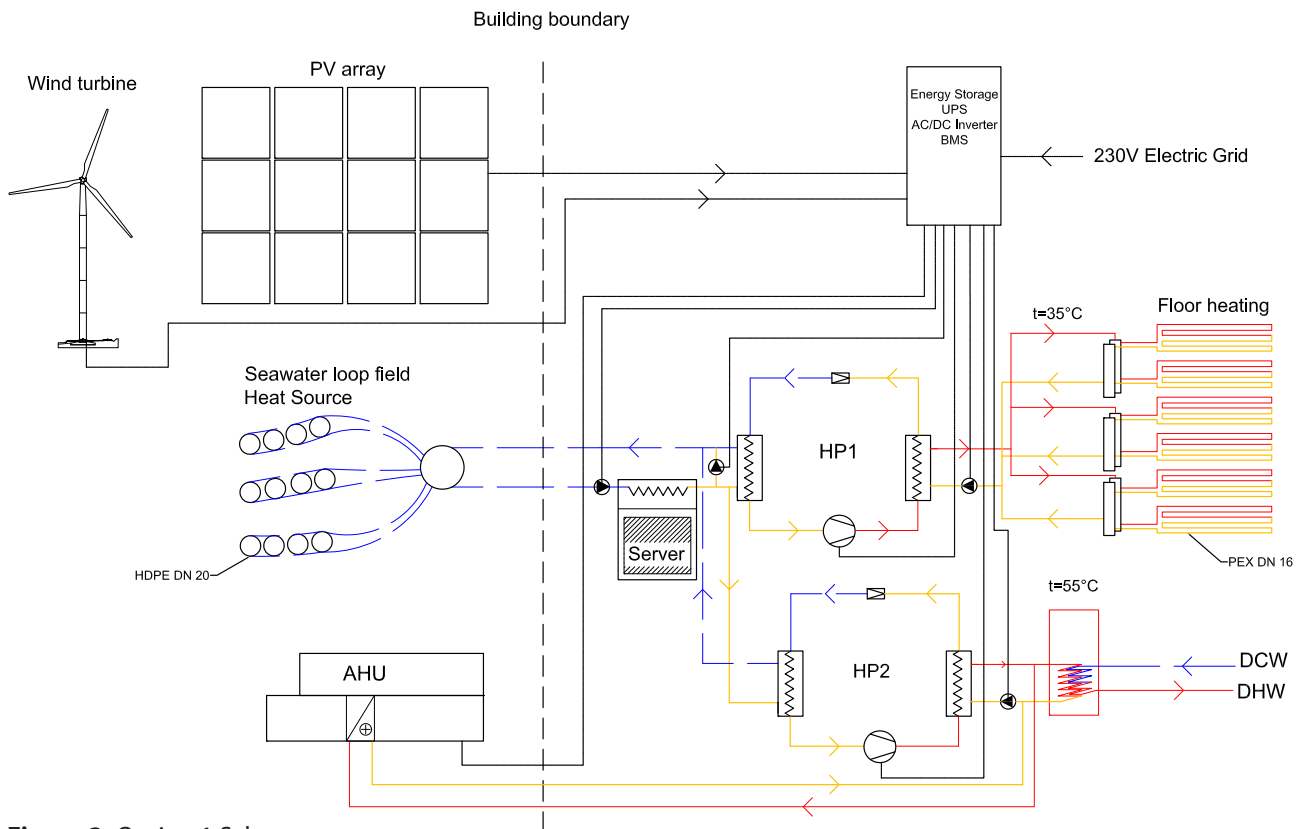 Building boundary
Wind turbine
PV array
Energy Storage
UPS
AC/DC Inverter
BMS
230V Electric Grid
Seawater loop field
Heat Source
HDPE DN 20
Server
HP1
t=35°C
Floor heating
PEX DN 16
HP2
t=55°C
DCW
DHW
AHU